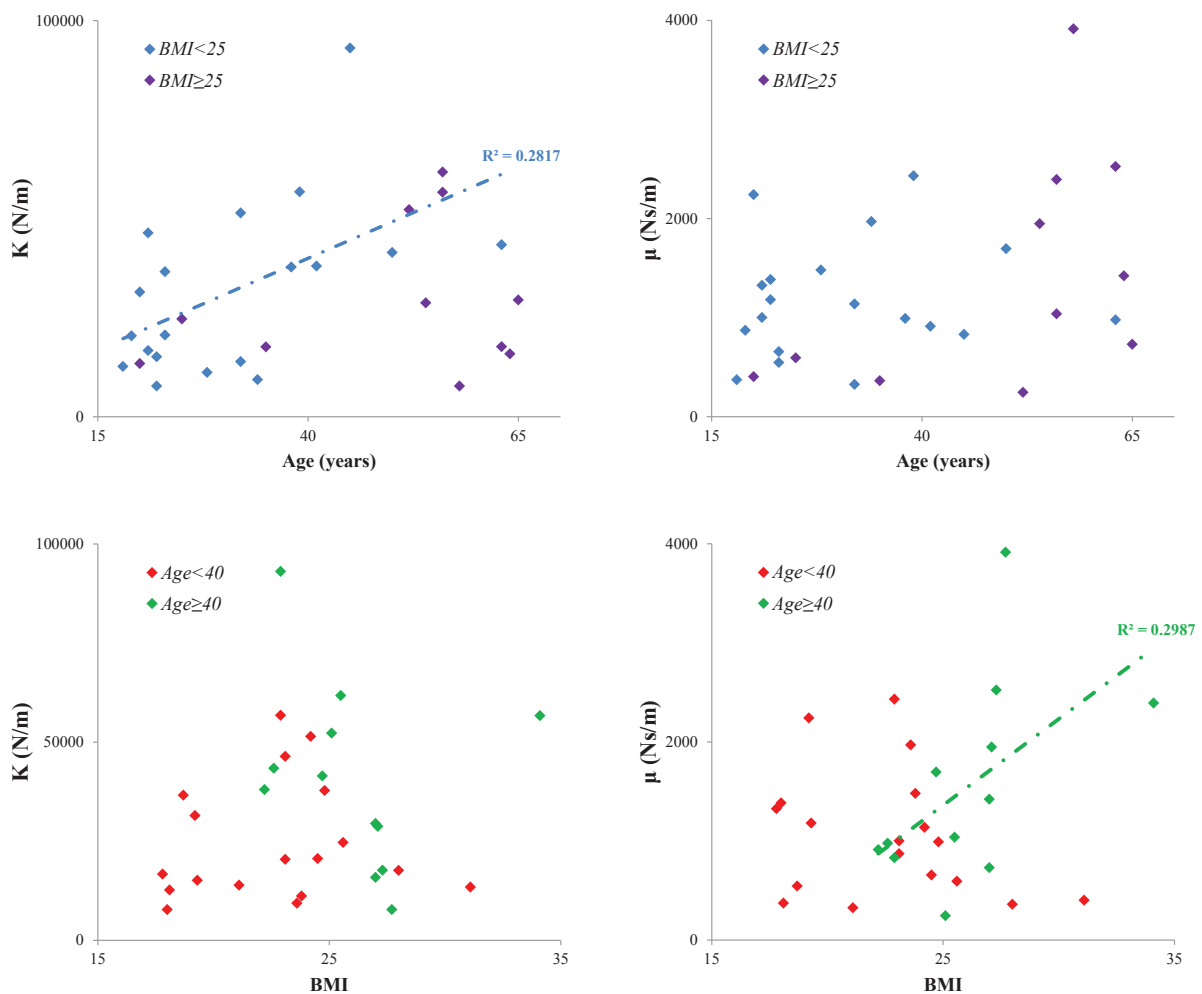 100000
BMI<25
BMI≥25
R² = 0.2817
K (N/m)
0
15
40
65
Age (years)
4000
BMI<25
BMI≥25
2000
μ (Ns/m)
0
15
40
65
Age (years)
100000
Age<40
Age≥40
50000
K (N/m)
0
15
25
35
BMI
4000
Age<40
Age≥40
R² = 0.2987
2000
μ (Ns/m)
0
15
25
35
BMI